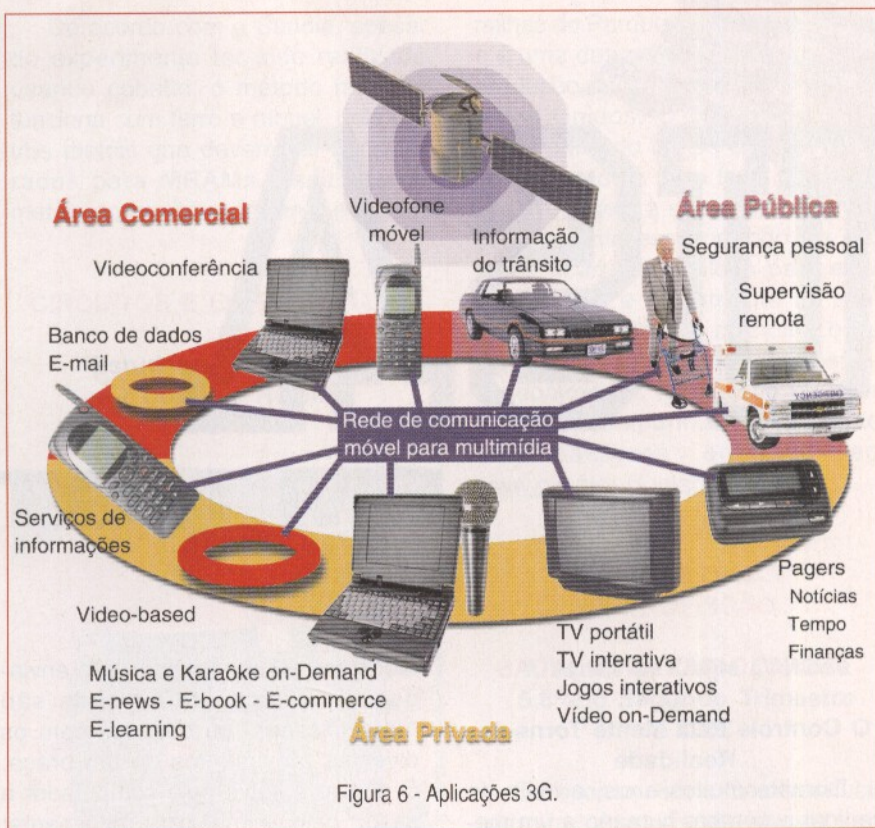 Área Comercial
Videofone
móvel
Informação
do trânsito
Área Pública
Segurança pessoal
Videoconferência
Supervisão
remota
Banco de dados
E-mail
Rede de comunicação
móvel para multimídia
EMERGENCY
Serviços de
informações
Video-based
Pagers
Notícias
Tempo
Finanças
TV portátil
TV interativa
Jogos interativos
Vídeo on-Demand
Música e Karaôke on-Demand
E-news - E-book - E-commerce
E-learning
Área Privada
Figura 6 - Aplicações 3G.